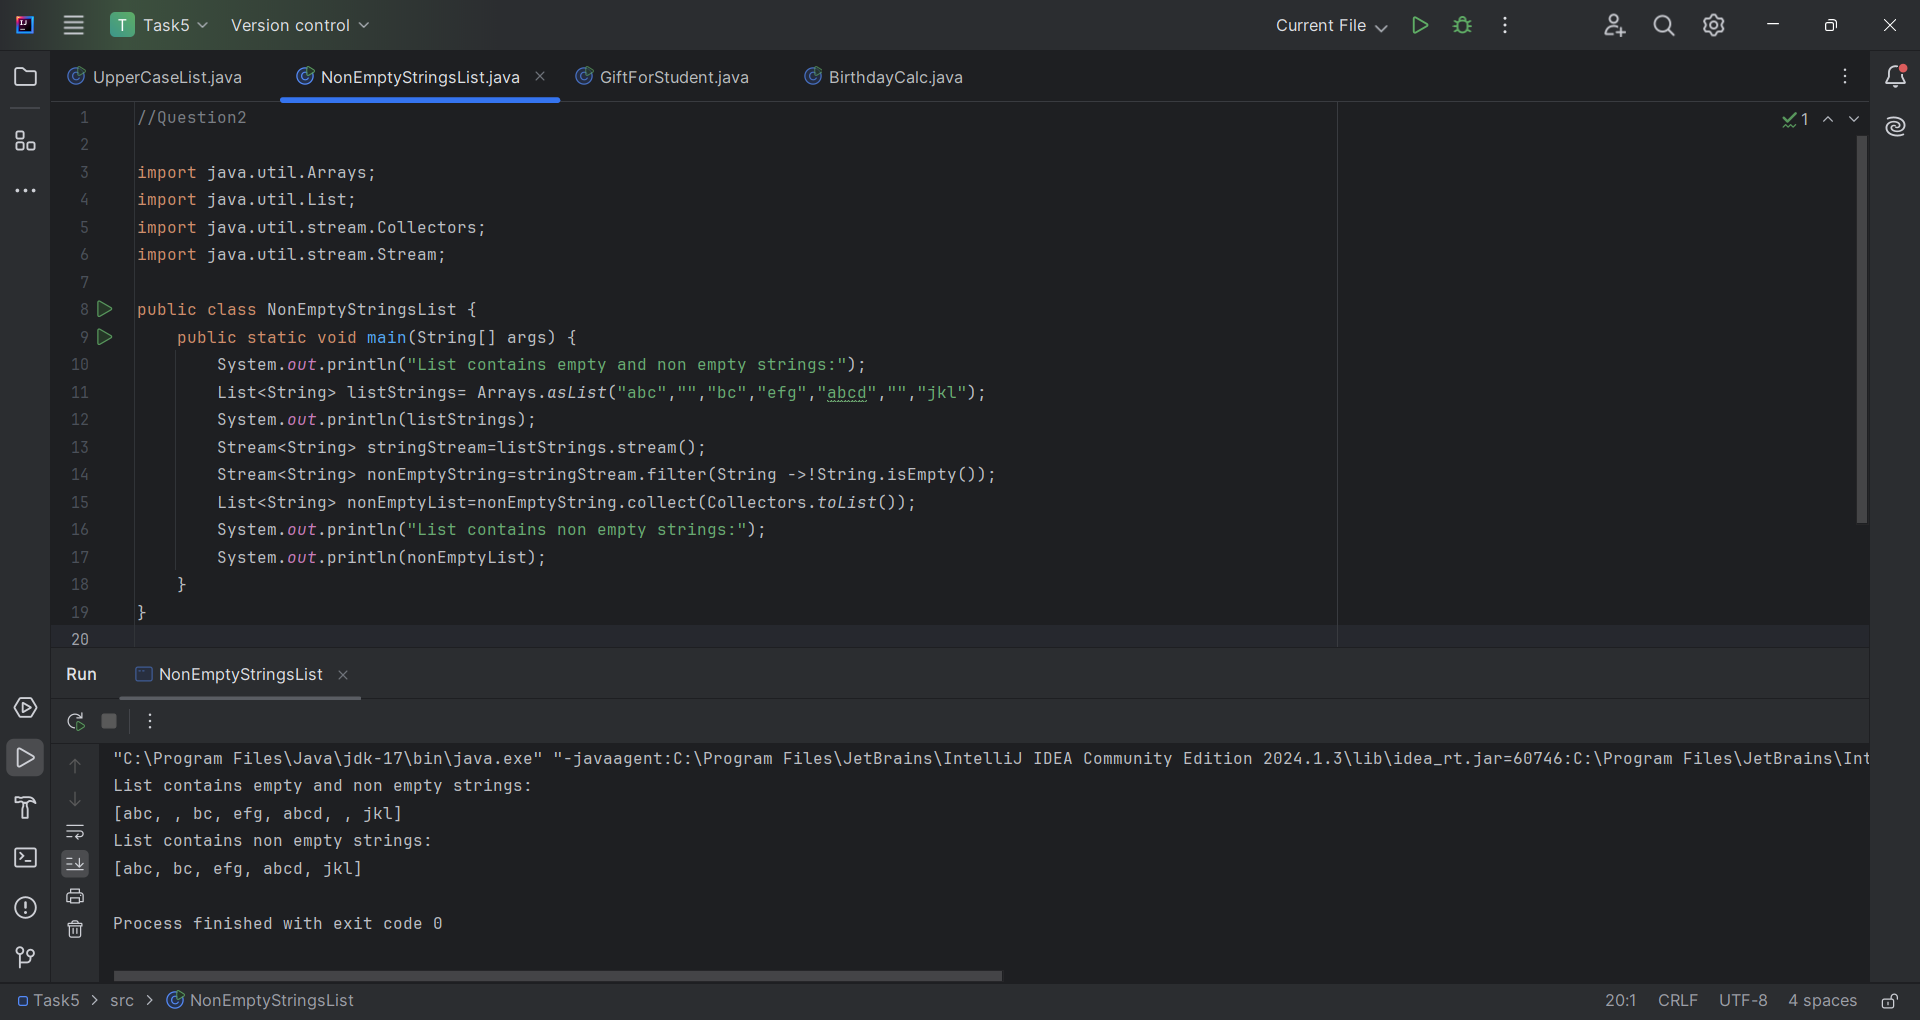 Task5 Version control Current File
UpperCaseList.java NonEmptyStringsList.java GiftForStudent.java BirthdayCalc.java
1 //Question2 1
2
3 import java.util.Arrays;
4 import java.util.List;
5 import java.util.stream.Collectors;
6 import java.util.stream.Stream;
7
8 public class NonEmptyStringsList {
9 public static void main(String[] args) {
10 System.out.println("List contains empty and non empty strings:");
11 List<String> listStrings= Arrays.asList("abc","","bc","efg","abcd","","jkl");
12 System.out.println(listStrings);
13 Stream<String> stringStream=listStrings.stream();
14 Stream<String> nonEmptyString=stringStream.filter(String ->!String.isEmpty());
15 List<String> nonEmptyList=nonEmptyString.collect(Collectors.toList());
16 System.out.println("List contains non empty strings:");
17 System.out.println(nonEmptyList);
18 }
19 }
20
Run NonEmptyStringsList
"C:\Program Files\Java\jdk-17\bin\java.exe" "-javaagent:C:\Program Files\JetBrains\IntelliJ IDEA Community Edition 2024.1.3\lib\idea_rt.jar=60746:C:\Program Files\JetBrains\Int
List contains empty and non empty strings:
[abc, , bc, efg, abcd, , jkl]
List contains non empty strings:
[abc, bc, efg, abcd, jkl]
Process finished with exit code 0
Task5 > src > NonEmptyStringsList 20:1 CRLF UTF-8 4 spaces